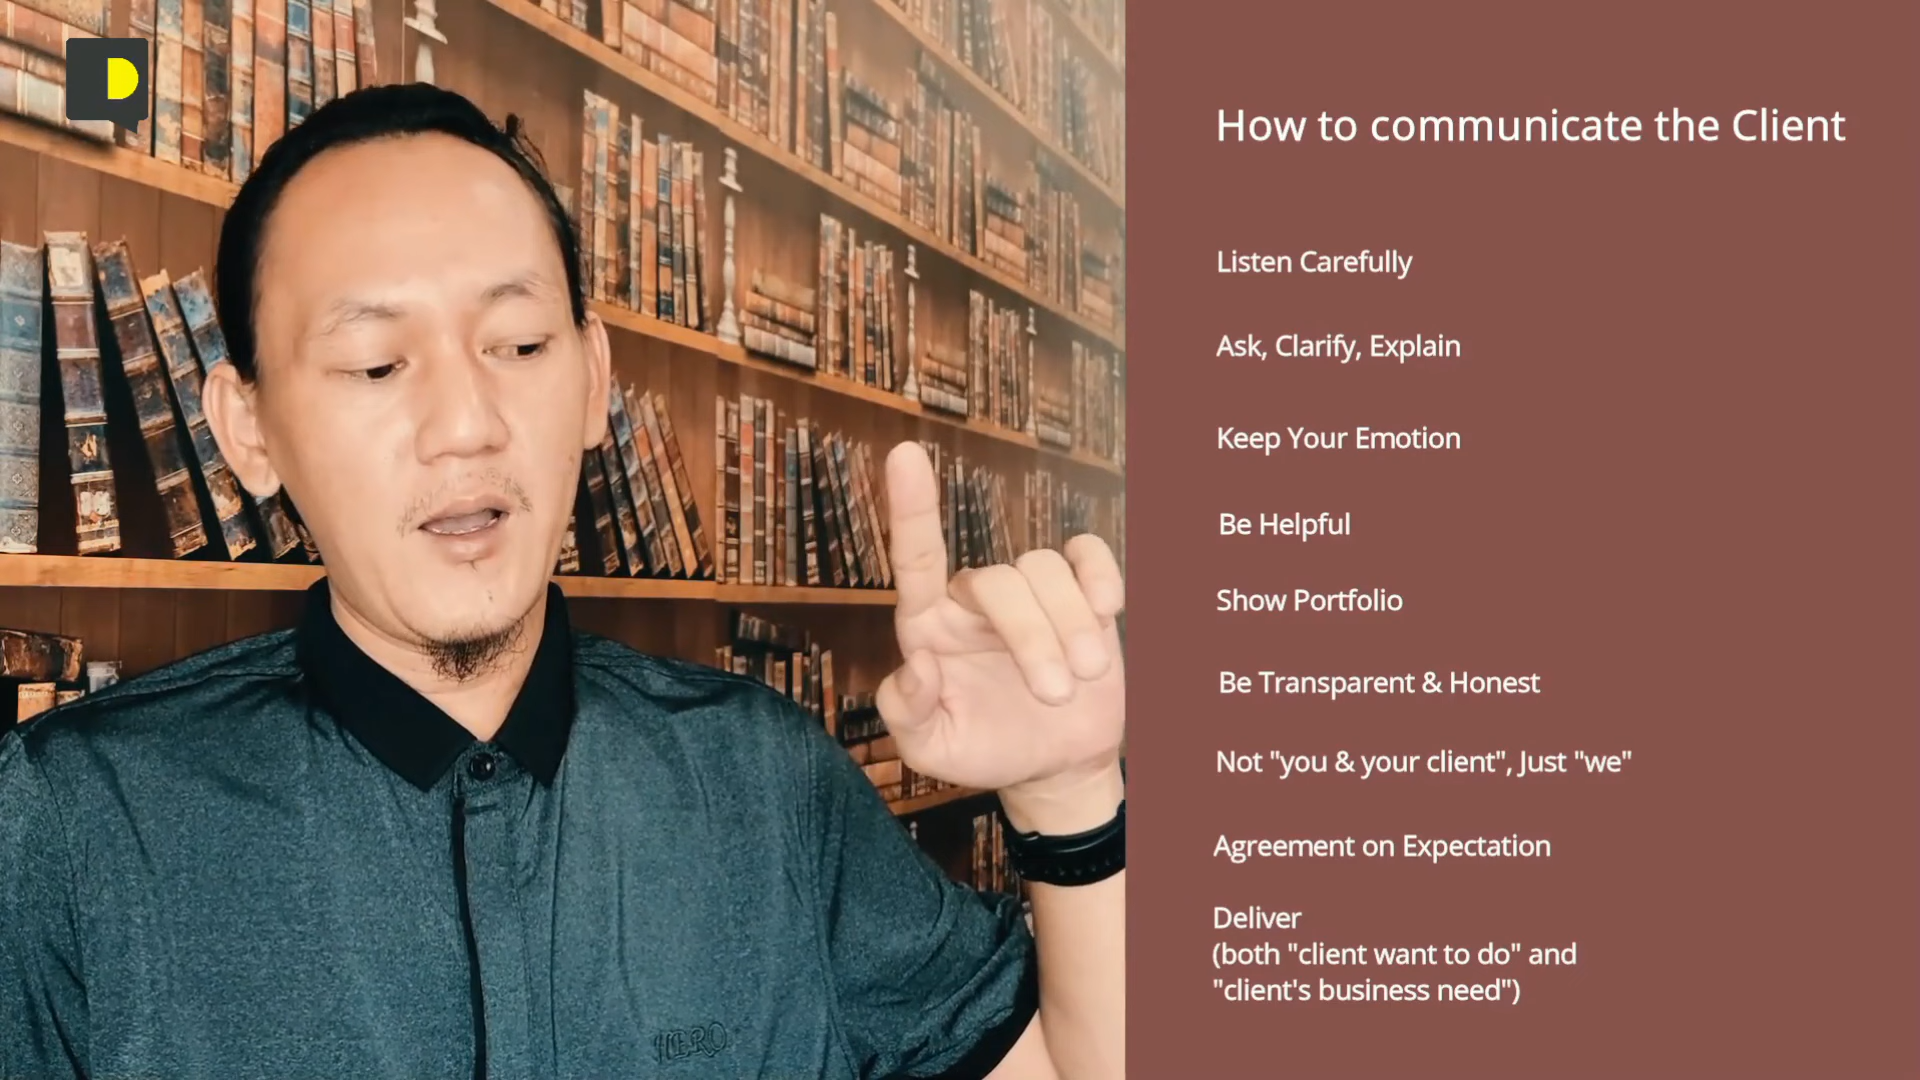 How to communicate the Client
Listen Carefully
Ask, Clarify, Explain
Keep Your Emotion
Be Helpful
Show Portfolio
Be Transparent & Honest
Not "you & your client", Just "we"
Agreement on Expectation
Deliver
(both "client want to do" and
"client's business need")
HERO